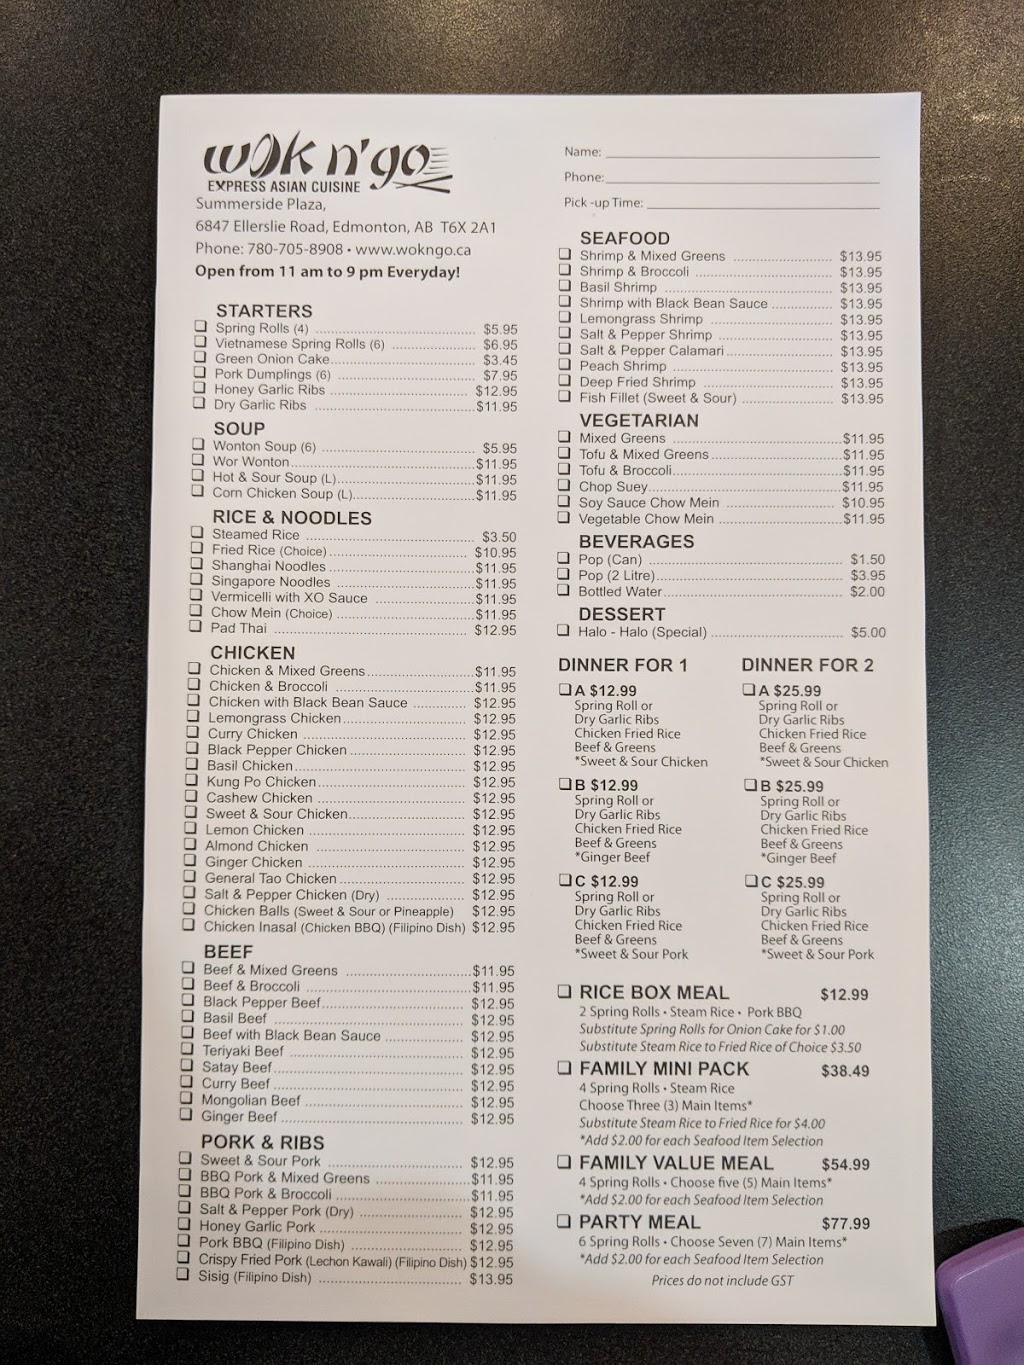 wok n'go
EXPRESS ASIAN CUISINE
Summerside Plaza,
6847 Ellerslie Road, Edmonton, AB T6X 2A1
Phone: 780-705-8908 • www.wokngo.ca
Open from 11 am to 9 pm Everyday!
STARTERS
Spring Rolls (4) $5.95
Vietnamese Spring Rolls (6) $6.95
Green Onion Cake $3.45
Pork Dumplings (6) $7.95
Honey Garlic Ribs $12.95
Dry Garlic Ribs $11.95
SOUP
Wonton Soup (6) $5.95
Wor Wonton $11.95
Hot & Sour Soup (L) $11.95
Corn Chicken Soup (L) $11.95
RICE & NOODLES
Steamed Rice $3.50
Fried Rice (Choice) $10.95
Shanghai Noodles $11.95
Singapore Noodles $11.95
Vermicelli with XO Sauce $11.95
Chow Mein (Choice) $11.95
Pad Thai $12.95
CHICKEN
Chicken & Mixed Greens $11.95
Chicken & Broccoli $11.95
Chicken with Black Bean Sauce $12.95
Lemongrass Chicken $12.95
Curry Chicken $12.95
Black Pepper Chicken $12.95
Basil Chicken $12.95
Kung Po Chicken $12.95
Cashew Chicken $12.95
Sweet & Sour Chicken $12.95
Lemon Chicken $12.95
Almond Chicken $12.95
Ginger Chicken $12.95
General Tao Chicken $12.95
Salt & Pepper Chicken (Dry) $12.95
Chicken Balls (Sweet & Sour or Pineapple) $12.95
Chicken Inasal (Chicken BBQ) (Filipino Dish) $12.95
BEEF
Beef & Mixed Greens $11.95
Beef & Broccoli $11.95
Black Pepper Beef $12.95
Basil Beef $12.95
Beef with Black Bean Sauce $12.95
Teriyaki Beef $12.95
Satay Beef $12.95
Curry Beef $12.95
Mongolian Beef $12.95
Ginger Beef $12.95
PORK & RIBS
Sweet & Sour Pork $12.95
BBQ Pork & Mixed Greens $11.95
BBQ Pork & Broccoli $11.95
Salt & Pepper Pork (Dry) $12.95
Honey Garlic Pork $12.95
Pork BBQ (Filipino Dish) $12.95
Crispy Fried Pork (Lechon Kawali) (Filipino Dish) $12.95
Sisig (Filipino Dish) $13.95
Name:
Phone:
Pick -up Time:
SEAFOOD
Shrimp & Mixed Greens $13.95
Shrimp & Broccoli $13.95
Basil Shrimp $13.95
Shrimp with Black Bean Sauce $13.95
Lemongrass Shrimp $13.95
Salt & Pepper Shrimp $13.95
Salt & Pepper Calamari $13.95
Peach Shrimp $13.95
Deep Fried Shrimp $13.95
Fish Fillet (Sweet & Sour) $13.95
VEGETARIAN
Mixed Greens $11.95
Tofu & Mixed Greens $11.95
Tofu & Broccoli $11.95
Chop Suey $11.95
Soy Sauce Chow Mein $10.95
Vegetable Chow Mein $11.95
BEVERAGES
Pop (Can) $1.50
Pop (2 Litre) $3.95
Bottled Water $2.00
DESSERT
Halo - Halo (Special) $5.00
DINNER FOR 1
A $12.99
Spring Roll or
Dry Garlic Ribs
Chicken Fried Rice
Beef & Greens
*Sweet & Sour Chicken
B $12.99
Spring Roll or
Dry Garlic Ribs
Chicken Fried Rice
Beef & Greens
*Ginger Beef
C $12.99
Spring Roll or
Dry Garlic Ribs
Chicken Fried Rice
Beef & Greens
*Sweet & Sour Pork
DINNER FOR 2
A $25.99
Spring Roll or
Dry Garlic Ribs
Chicken Fried Rice
Beef & Greens
*Sweet & Sour Chicken
B $25.99
Spring Roll or
Dry Garlic Ribs
Chicken Fried Rice
Beef & Greens
*Ginger Beef
C $25.99
Spring Roll or
Dry Garlic Ribs
Chicken Fried Rice
Beef & Greens
*Sweet & Sour Pork
RICE BOX MEAL $12.99
2 Spring Rolls • Steam Rice • Pork BBQ
Substitute Spring Rolls for Onion Cake for $1.00
Substitute Steam Rice to Fried Rice of Choice $3.50
FAMILY MINI PACK $38.49
4 Spring Rolls • Steam Rice
Choose Three (3) Main Items*
Substitute Steam Rice to Fried Rice for $4.00
*Add $2.00 for each Seafood Item Selection
FAMILY VALUE MEAL $54.99
4 Spring Rolls • Choose five (5) Main Items*
*Add $2.00 for each Seafood Item Selection
PARTY MEAL $77.99
6 Spring Rolls • Choose Seven (7) Main Items*
*Add $2.00 for each Seafood Item Selection
Prices do not include GST